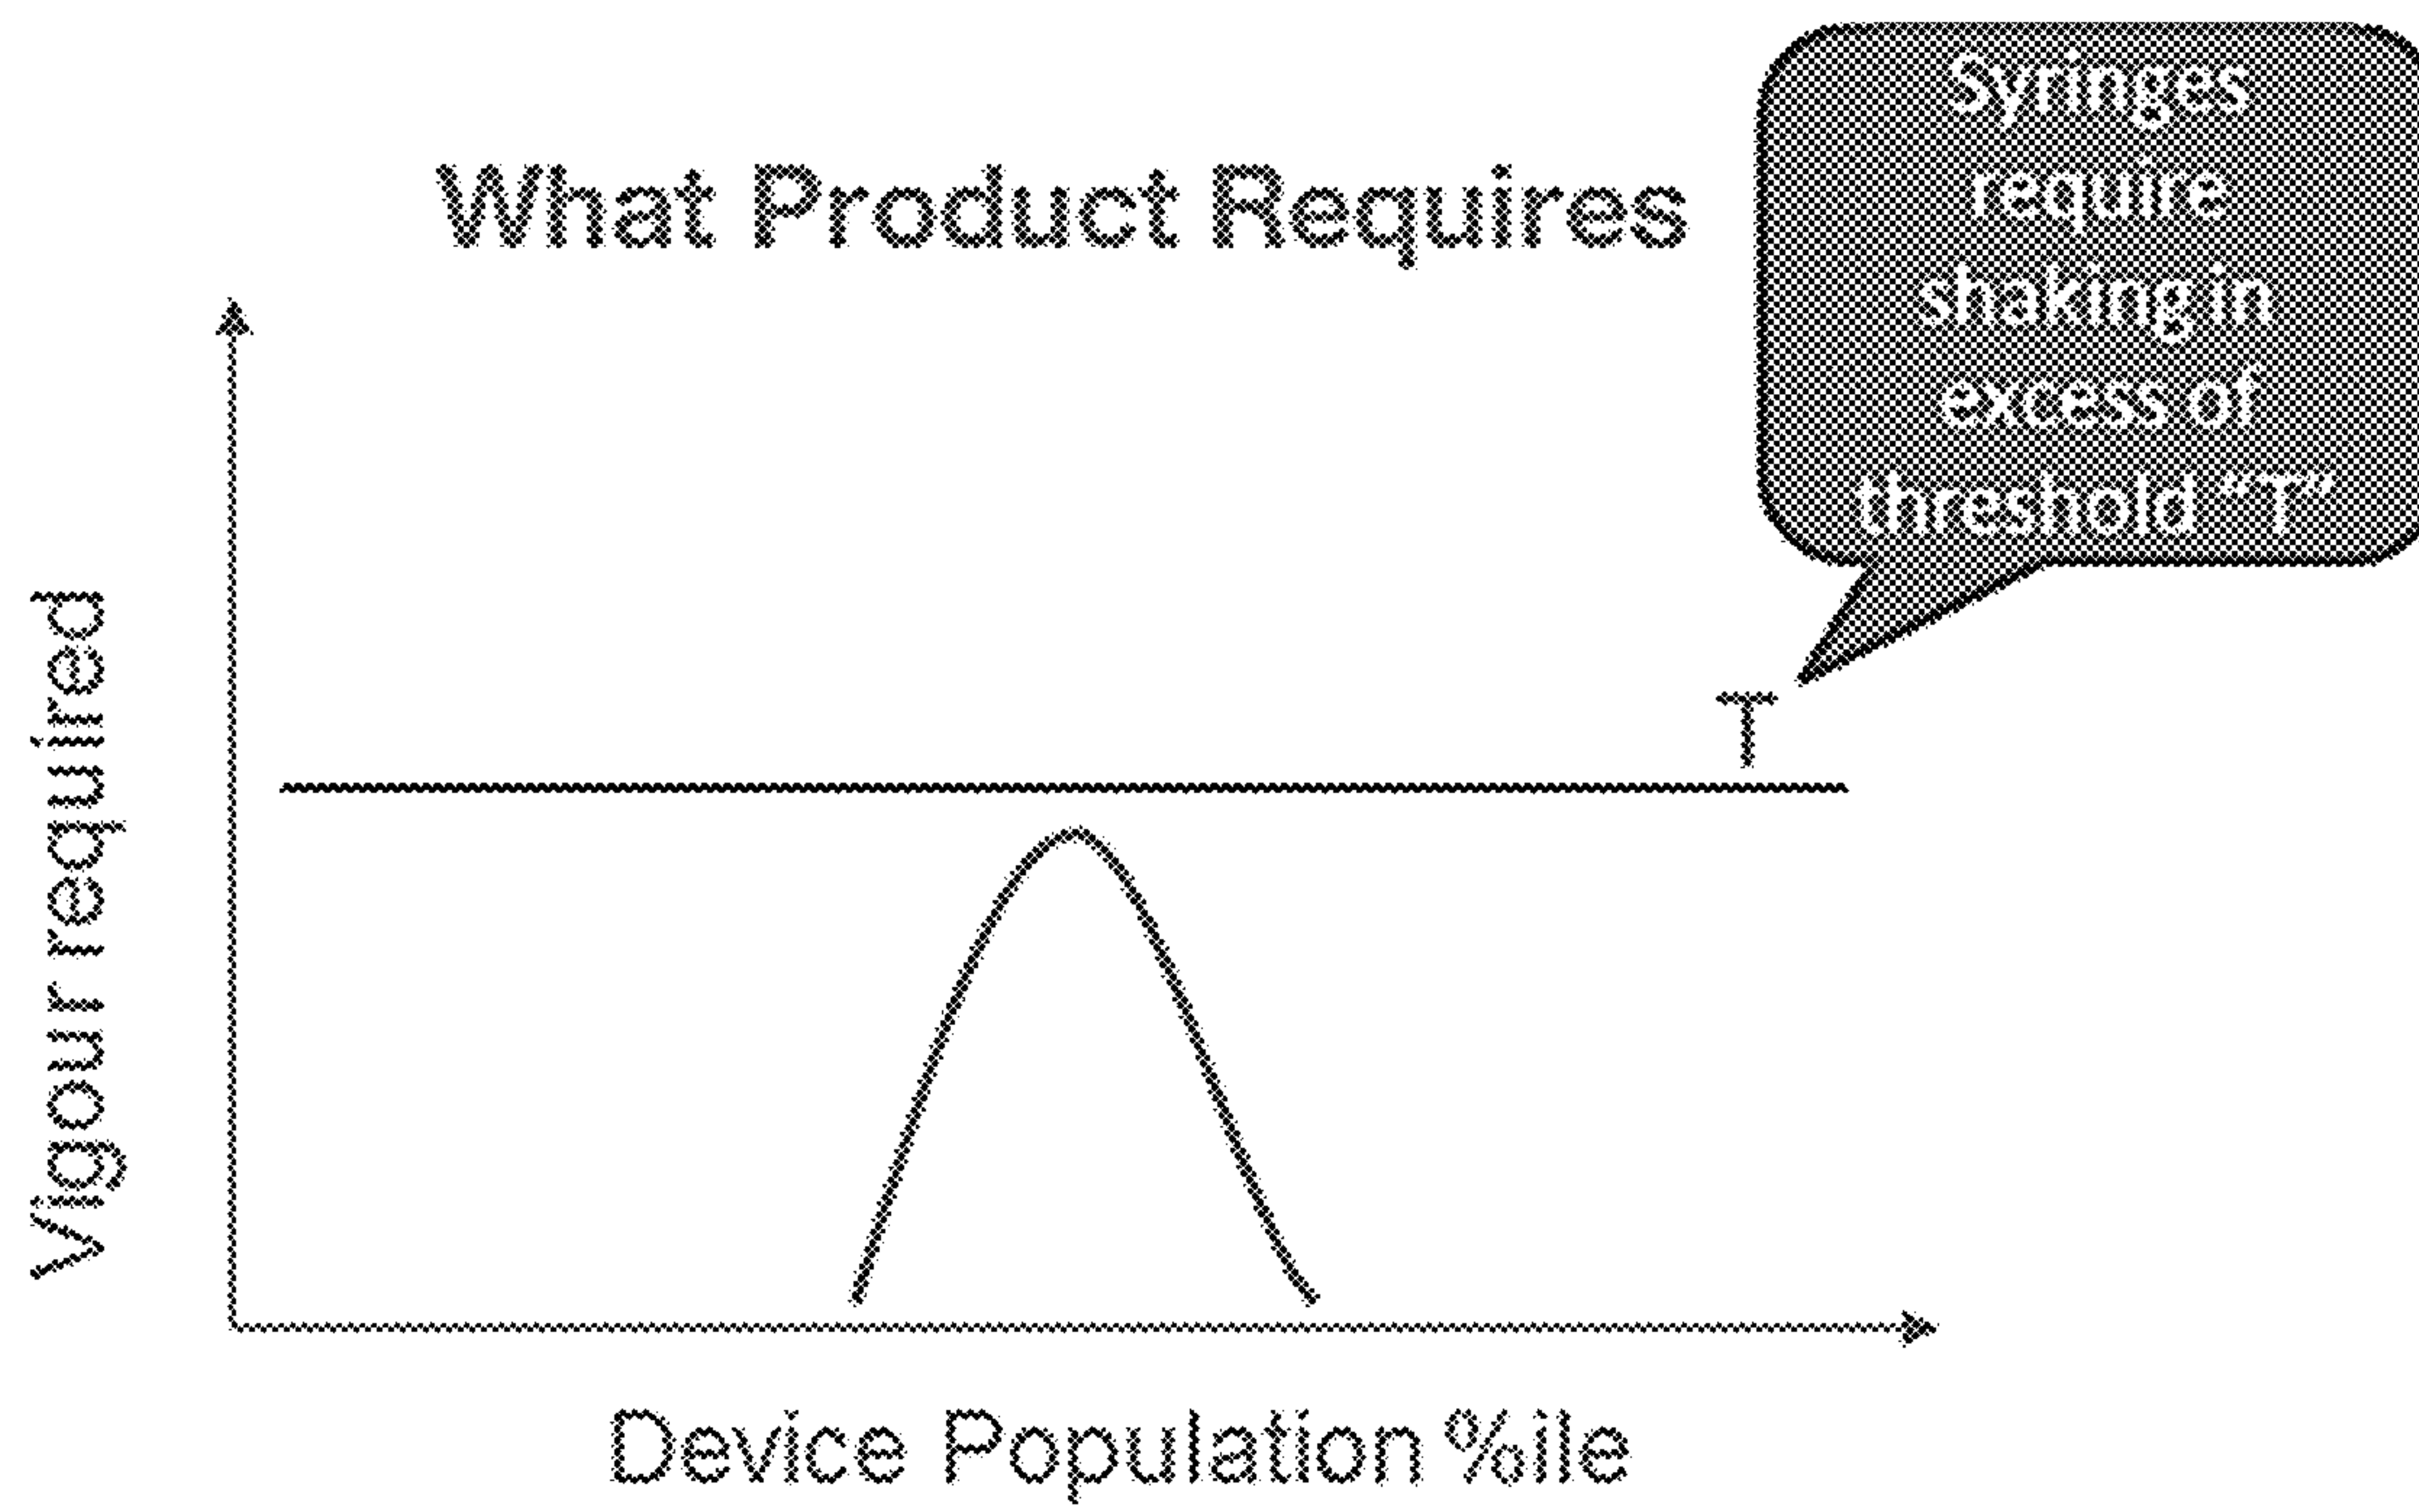 What Product Requires
Syringes
require
shaking in
excess of
threshold “T”
T
Vigour required
Device Population %ile